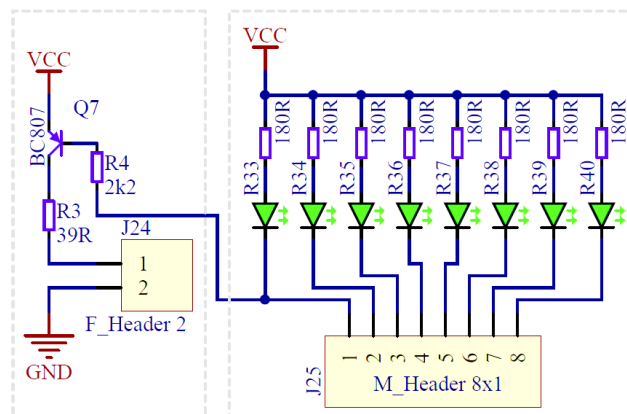 VCC
BC807
Q7
R4
2k2
R3
39R
J24
1
2
F_Header 2
GND
VCC
180R
180R
180R
180R
180R
180R
180R
180R
R33
R34
R35
R36
R37
R38
R39
R40
1
2
3
4
5
6
7
8
J25
M_Header 8x1